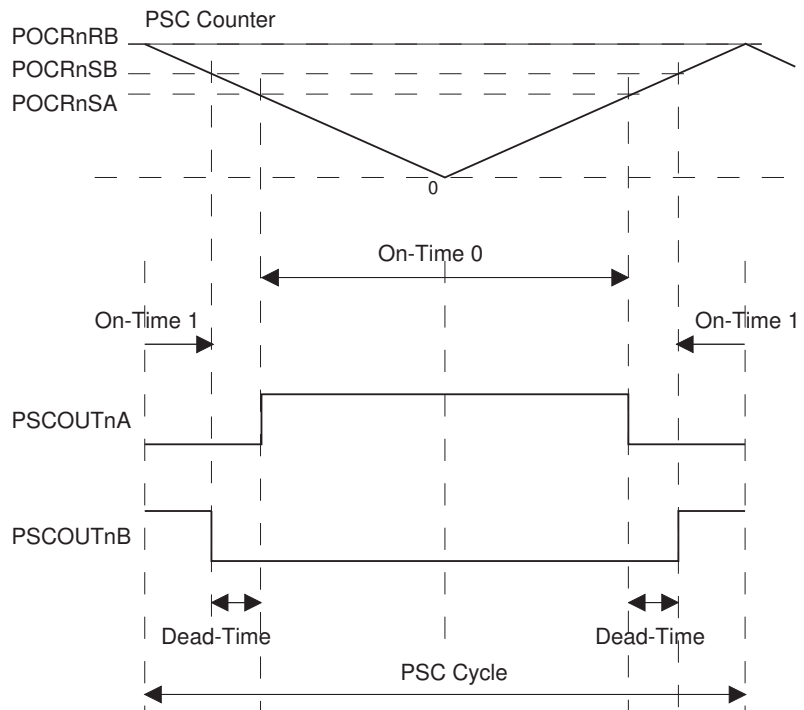 PSC Counter
POCRnRB
POCRnSB
POCRnSA
0
On-Time 0
On-Time 1
On-Time 1
PSCOUTnA
PSCOUTnB
Dead-Time
Dead-Time
PSC Cycle